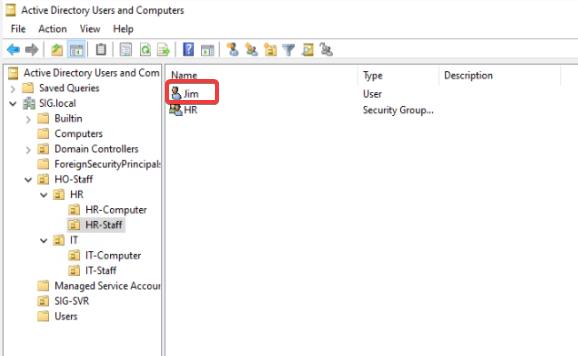 Active Directory Users and Computers
File Action View Help
Active Directory Users and Com
Saved Queries
SIG.local
Builtin
Computers
Domain Controllers
ForeignSecurityPrincipals
HO-Staff
HR
HR-Computer
HR-Staff
IT
IT-Computer
IT-Staff
Managed Service Accour
SIG-SVR
Users
Name Type Description
Jim User
HR Security Group...